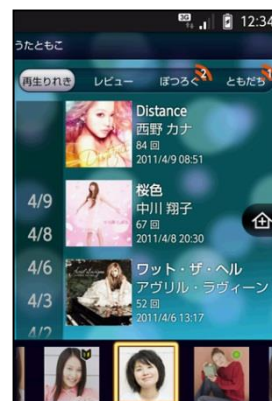 3G 12:34
うたともこ
再生りれき レビュー ぽつろぐ 2 ともだち 1
Distance
西野 カナ
84 回
2011/4/9 08:51
4/9
桜色
中川 翔子
67 回
2011/4/8 20:30
4/8
4/6
ワット・ザ・ヘル
アヴリル・ラヴィーン
52 回
2011/4/6 13:17
4/3
4/2